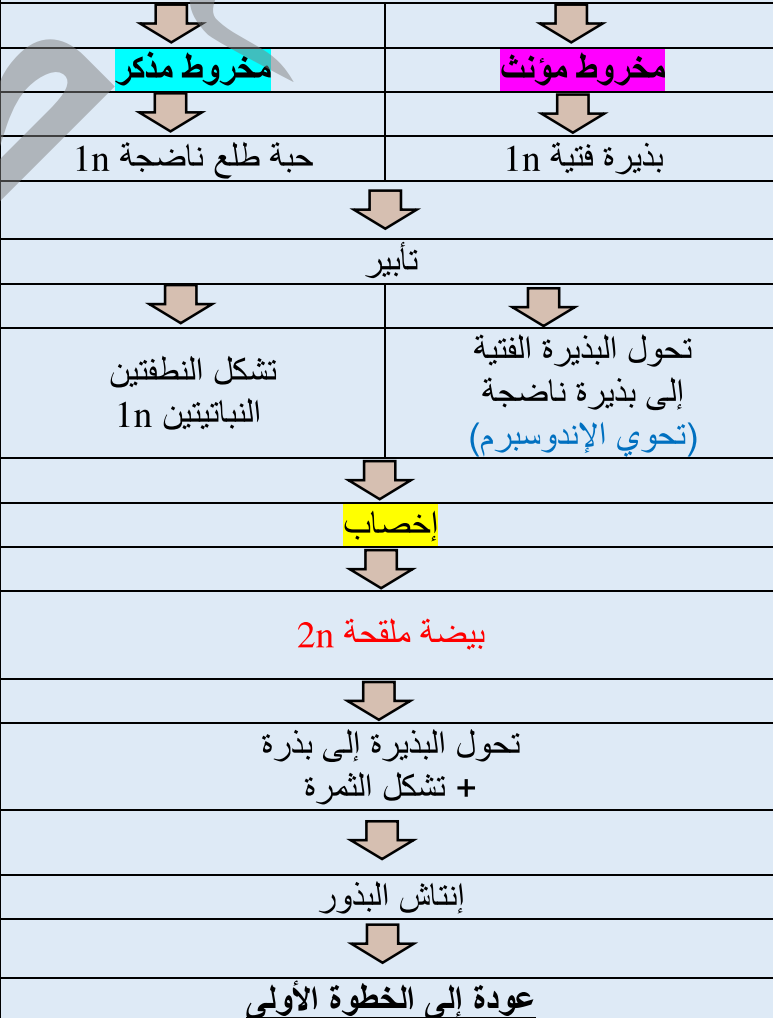 مخروط مؤنث
مخروط مذكر
بذيرة فتية 1n
حبة طلع ناضجة 1n
تأبير
تحول البذيرة الفتية
إلى بذيرة ناضجة
(تحوي الإندوسبرم)
تشكل النطفتين
النباتيتين 1n
إخصاب
بيضة ملقحة 2n
تحول البذيرة إلى بذرة
+ تشكل الثمرة
إنتاش البذور
عودة إلى الخطوة الأولى